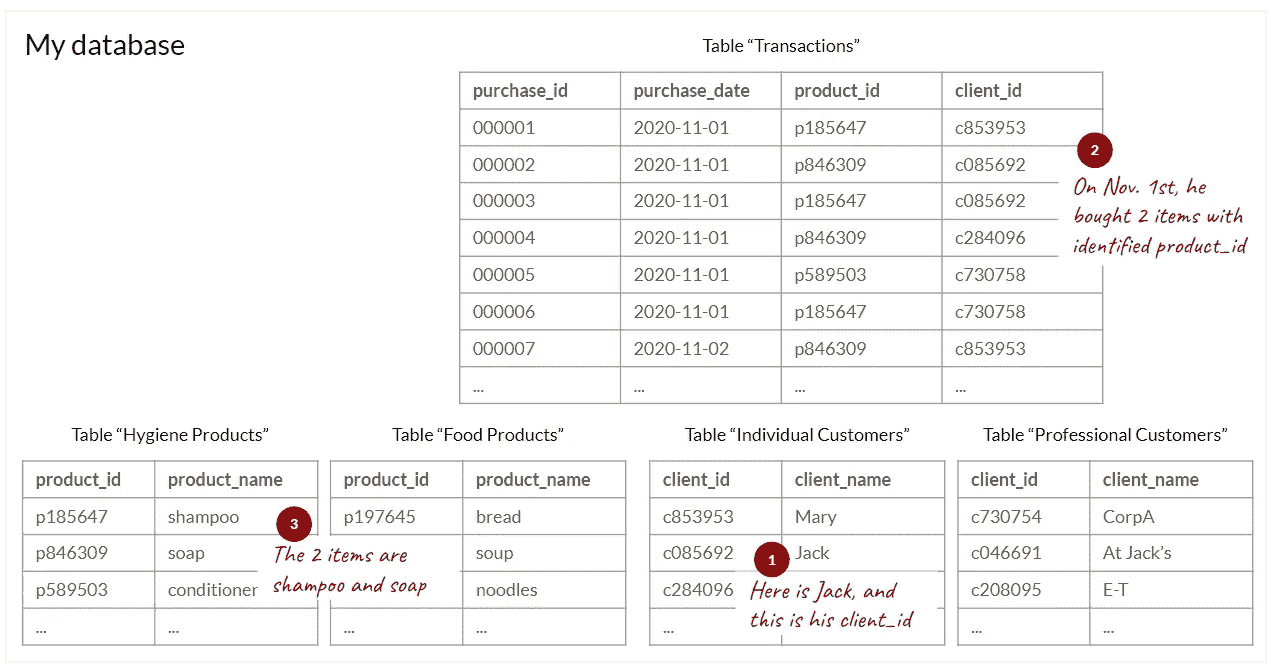 My database
Table “Transactions”
purchase_id purchase_date product_id client_id
000001 2020-11-01 p185647 c853953
000002 2020-11-01 p846309 c085692
000003 2020-11-01 p185647 c085692
000004 2020-11-01 p846309 c284096
000005 2020-11-01 p589503 c730758
000006 2020-11-01 p185647 c730758
000007 2020-11-02 p846309 c853953
... ... ... ...
2
On Nov. 1st, he
bought 2 items with
identified product_id
Table “Hygiene Products”
product_id product_name
p185647 shampoo
p846309 soap
p589503 conditioner
... ...
3
The 2 items are
shampoo and soap
Table “Food Products”
product_id product_name
p197645 bread
soup
noodles
... ...
Table “Individual Customers”
client_id client_name
c853953 Mary
c085692 Jack
c284096
... ...
1
Here is Jack, and
this is his client_id
Table “Professional Customers”
client_id client_name
c730754 CorpA
c046691 At Jack’s
c208095 E-T
... ...